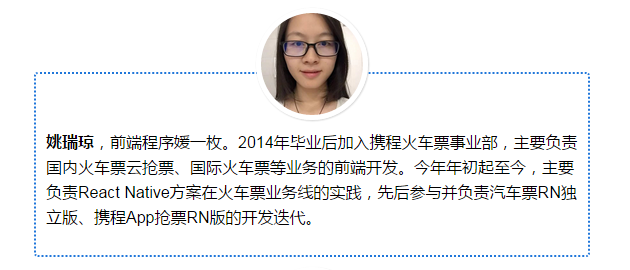 姚瑞琼，前端程序媛一枚。2014年毕业后加入携程火车票事业部，主要负责
国内火车票云抢票、国际火车票等业务的前端开发。今年年初起至今，主要
负责React Native方案在火车票业务线的实践，先后参与并负责汽车票RN独
立版、携程App抢票RN版的开发迭代。